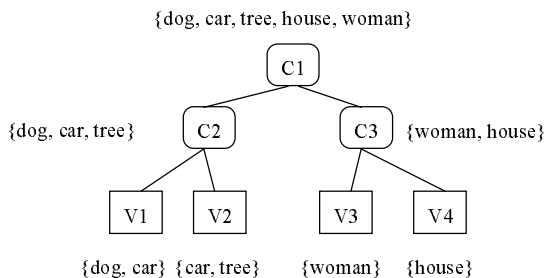 {dog, car, tree, house, woman}
C1
{dog, car, tree}
C2
C3
{woman, house}
V1
V2
V3
V4
{dog, car}
{car, tree}
{woman}
{house}